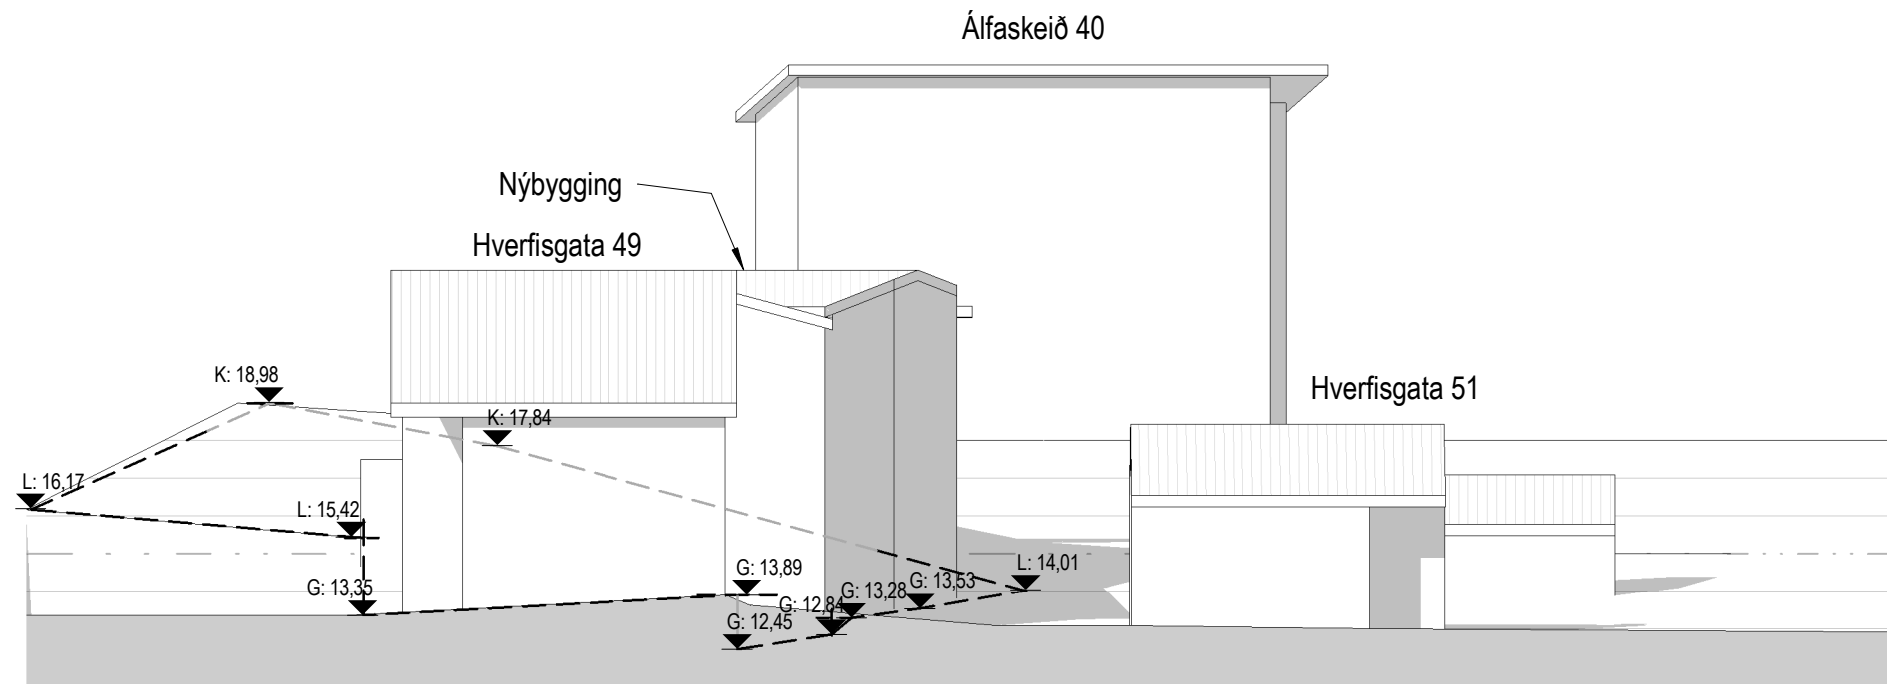 Álfaskeið 40
Nýbygging
Hverfisgata 49
K: 18,98
Hverfisgata 51
K: 17,84
L: 16,17
L: 15,42
G: 13,89
L: 14,01
G: 13,53
G: 13,35
G: 13,28
G: 12,84
G: 12,45